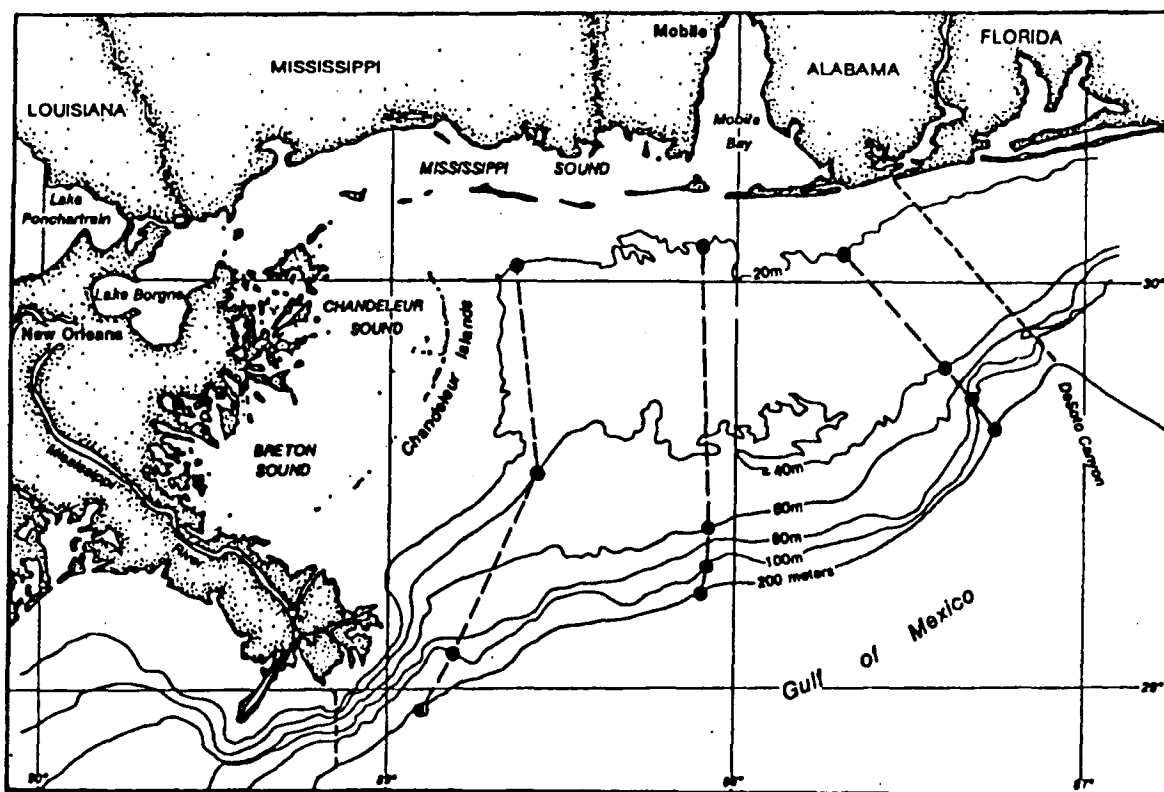 Mobile
FLORIDA
MISSISSIPPI
ALABAMA
LOUISIANA
Mobile
Bay
MISSISSIPPI SOUND
Lake
Ponchartrain
20m
30°
Lake Borgne
CHANDELEUR
SOUND
New Orleans
Chandeleur Islands
DeSoto Canyon
BRETON
SOUND
40m
Mississippi
River
60m
80m
100m
200 meters
Gulf of Mexico
29°
90°
89°
88°
87°